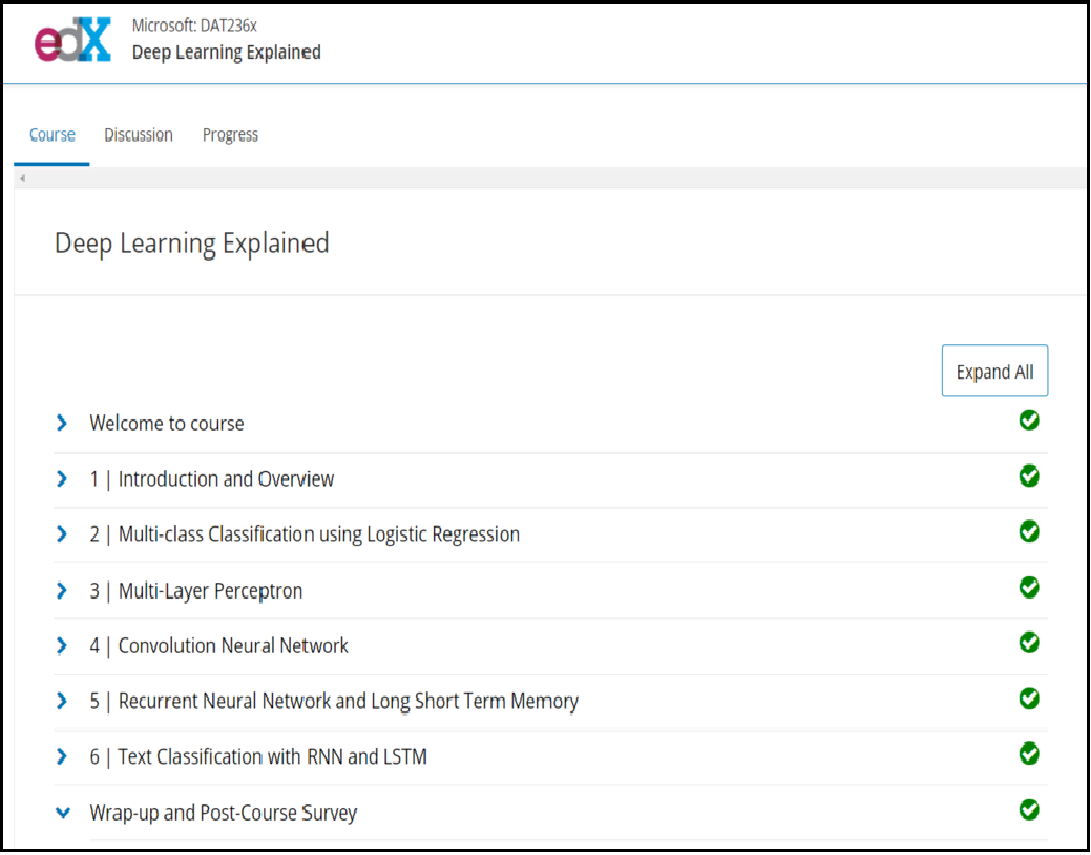 edX
Microsoft: DAT236x
Deep Learning Explained
Course Discussion Progress
Deep Learning Explained
Expand All
Welcome to course
1 | Introduction and Overview
2 | Multi-class Classification using Logistic Regression
3 | Multi-Layer Perceptron
4 | Convolution Neural Network
5 | Recurrent Neural Network and Long Short Term Memory
6 | Text Classification with RNN and LSTM
Wrap-up and Post-Course Survey